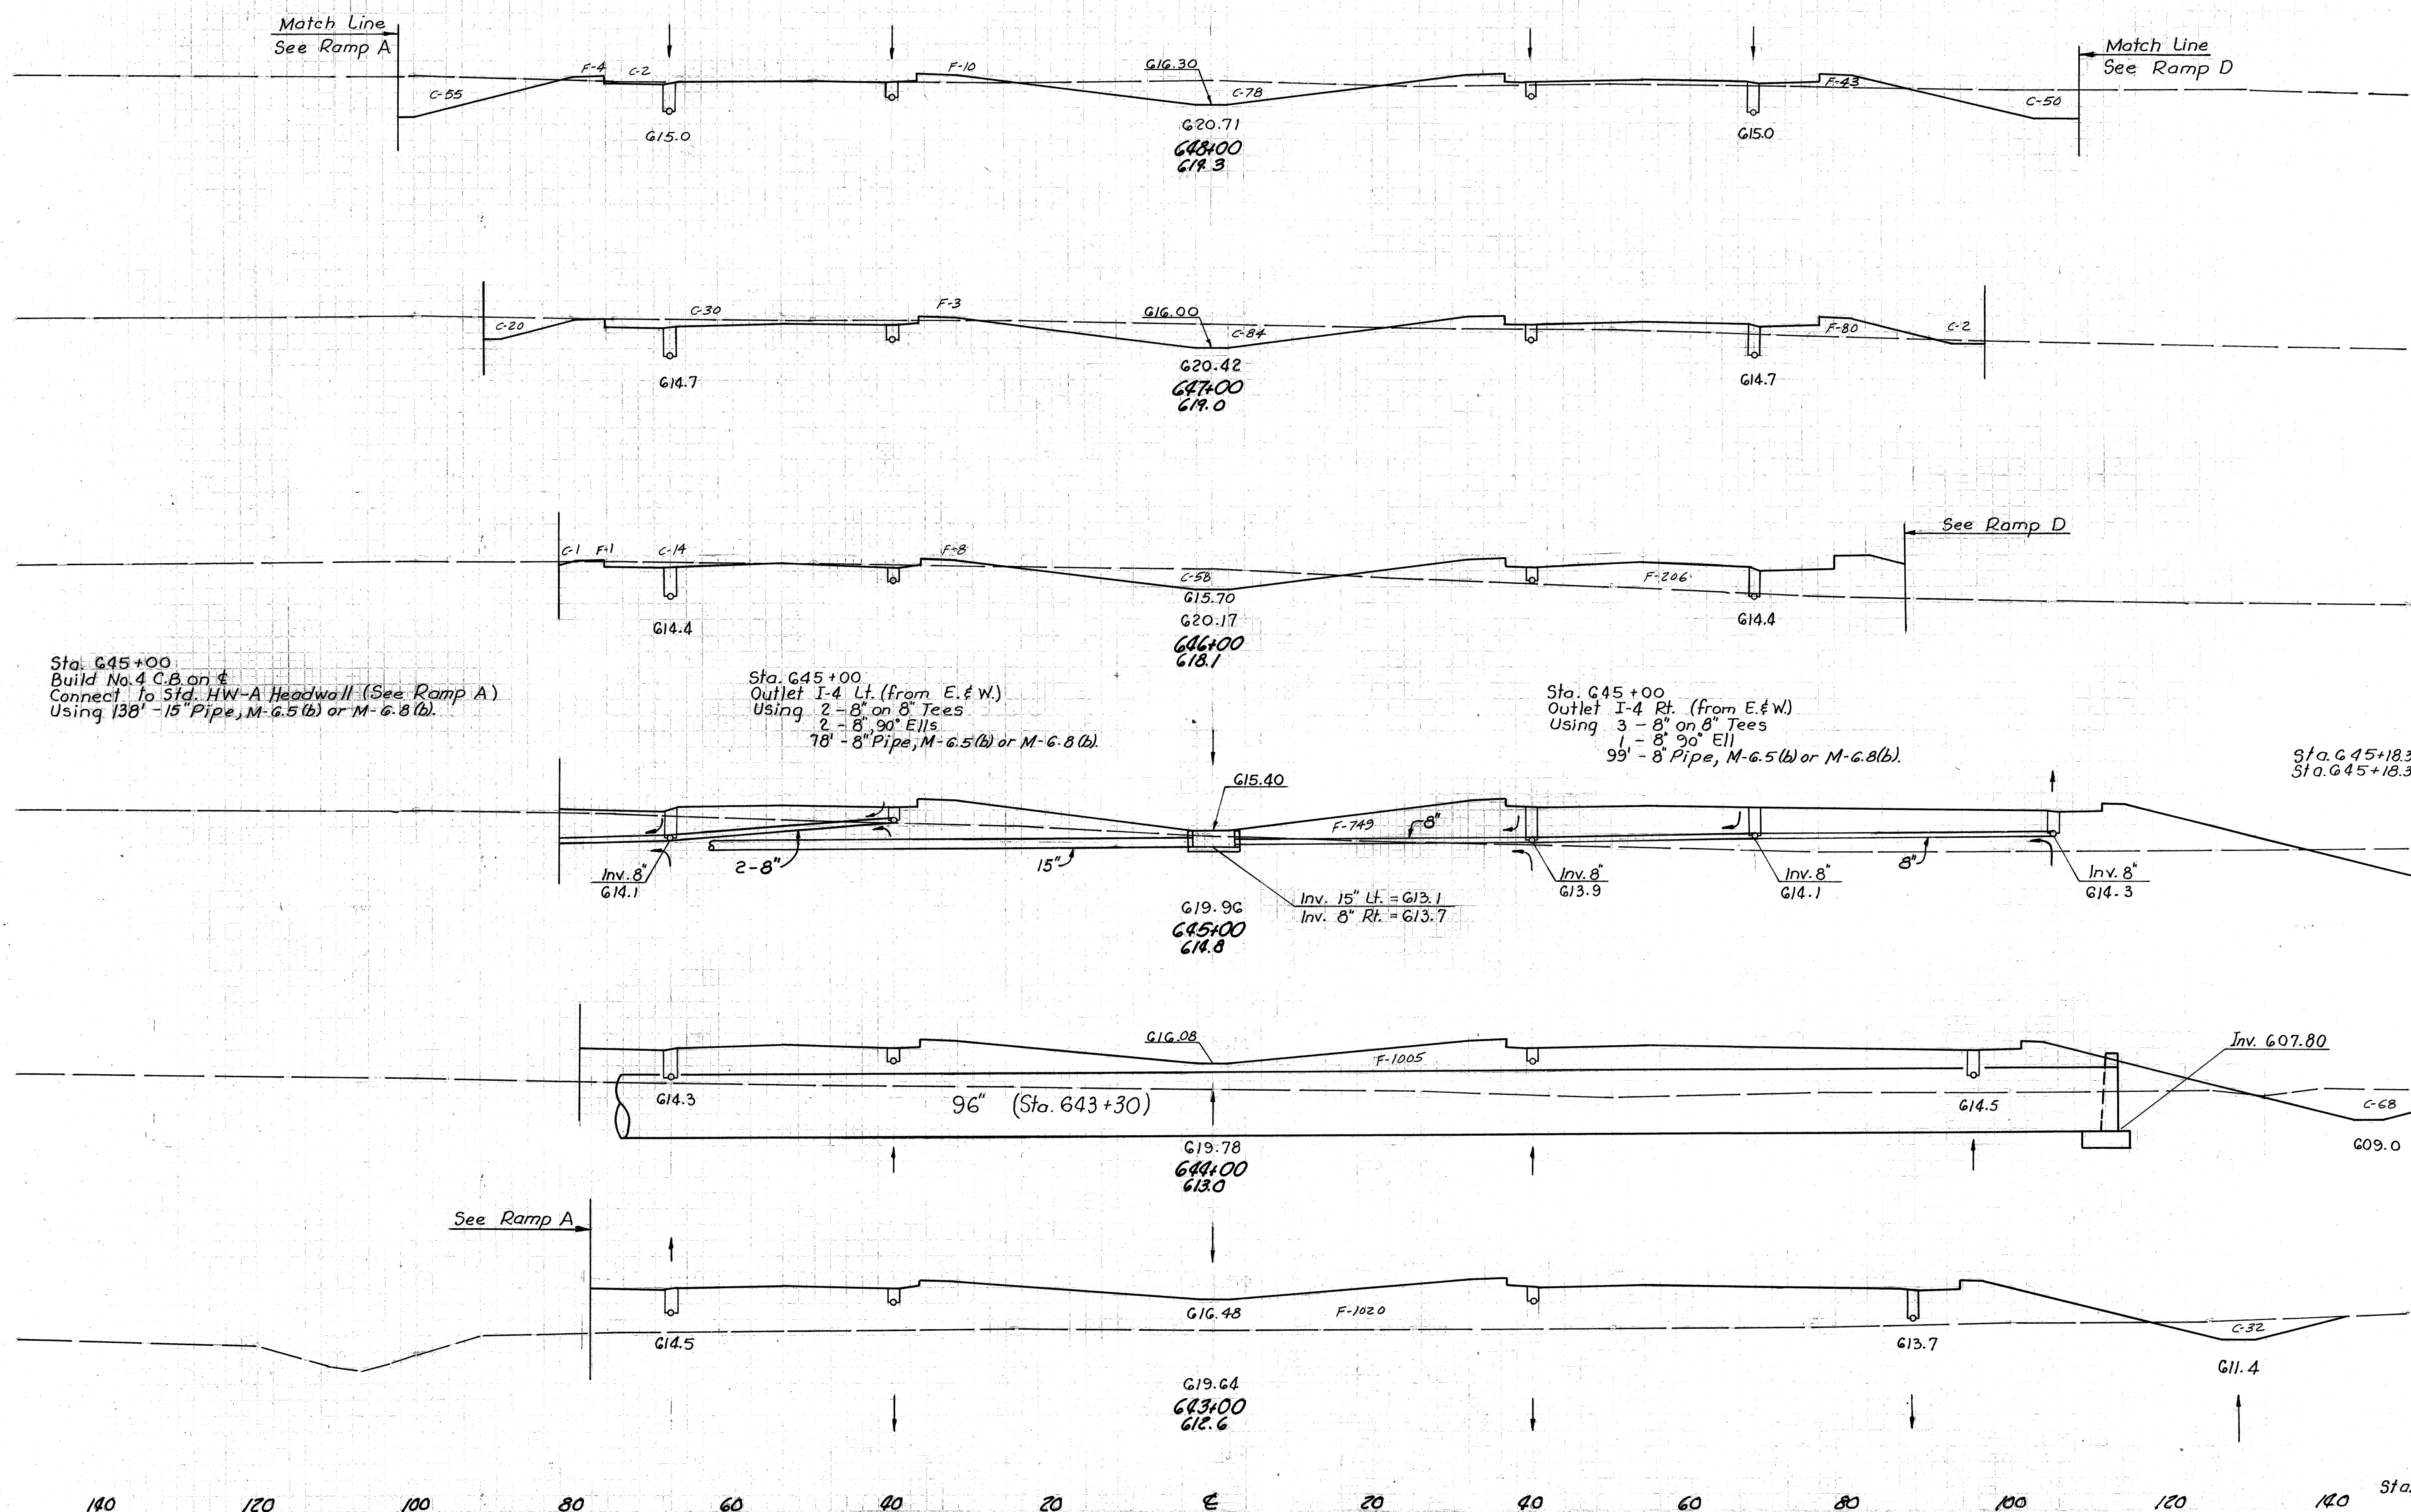 Match Line
See Ramp A
Match Line
See Ramp D
C-55
F-4
C-2
F-10
616.30
C-78
F-43
C-50
615.0
620.71
648+00
619.3
615.0
C-20
C-30
F-3
616.00
C-84
F-80
C-2
614.7
620.42
647+00
619.0
614.7
See Ramp D
C-1
F-1
C-14
F-8
C-58
615.70
F-206
614.4
620.17
646+00
618.1
614.4
Sta. 645+00
Build No.4 C.B. on ℄
Connect to Std. HW-A Headwall (See Ramp A)
Using 138' - 15" Pipe, M-6.5(b) or M-6.8(b).
Sta. 645+00
Outlet I-4 Lt. (from E.& W.)
Using 2 - 8" on 8" Tees
2 - 8", 90° Ells
78' - 8" Pipe, M-6.5(b) or M-6.8(b).
Sta. 645+00
Outlet I-4 Rt. (from E.& W.)
Using 3 - 8" on 8" Tees
1 - 8" 90° Ell
99' - 8" Pipe, M-6.5(b) or M-6.8(b).
Sta.645+18.3
Sta.645+18.3
615.40
F-749
8"
Inv. 8"
614.1
2-8"
15"
Inv. 15" Lt. = 613.1
Inv. 8" Rt. = 613.7
Inv. 8"
613.9
Inv. 8"
614.1
8"
Inv. 8"
614.3
619.96
645+00
614.8
616.08
F-1005
Inv. 607.80
614.3
96" (Sta. 643+30)
614.5
C-68
609.0
619.78
644+00
613.0
See Ramp A
616.48
F-1020
614.5
613.7
C-32
611.4
619.64
643+00
612.6
Sta.
140 120 100 80 60 40 20 ℄ 20 40 60 80 100 120 140